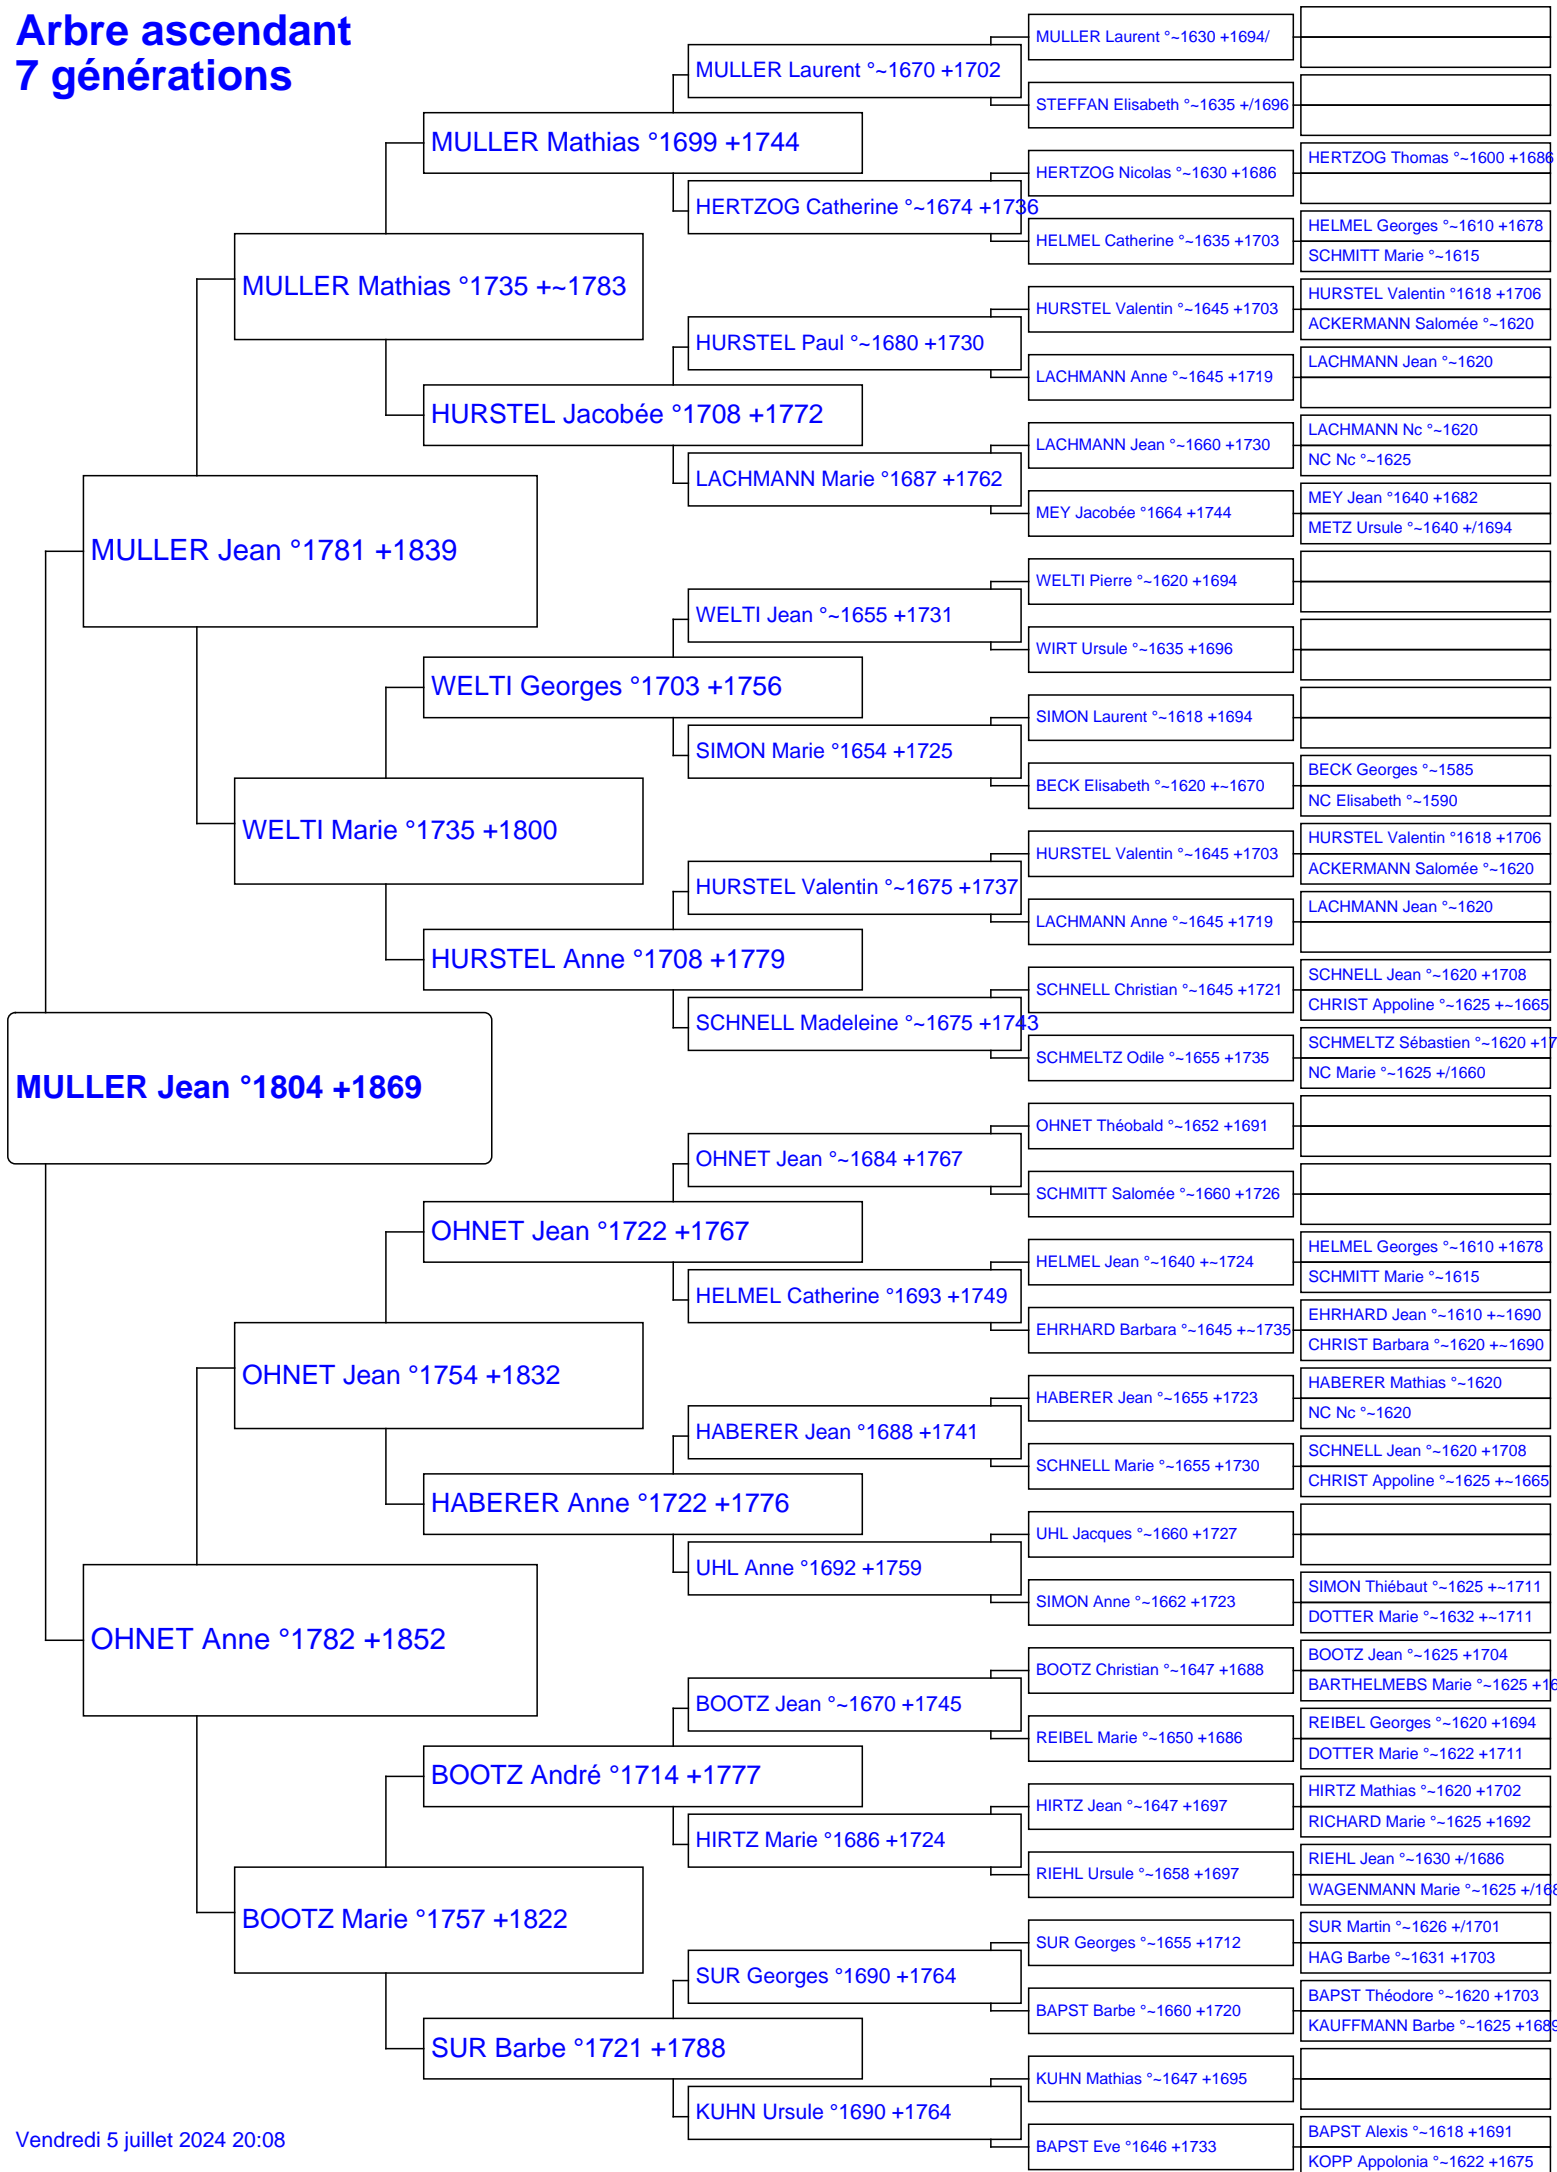 Arbre ascendant
7 générations
MULLER Jean °1804 +1869
MULLER Jean °1781 +1839
OHNET Anne °1782 +1852
MULLER Mathias °1735 +~1783
WELTI Marie °1735 +1800
OHNET Jean °1754 +1832
BOOTZ Marie °1757 +1822
MULLER Mathias °1699 +1744
HURSTEL Jacobée °1708 +1772
WELTI Georges °1703 +1756
HURSTEL Anne °1708 +1779
OHNET Jean °1722 +1767
HABERER Anne °1722 +1776
BOOTZ André °1714 +1777
SUR Barbe °1721 +1788
MULLER Laurent °~1670 +1702
HERTZOG Catherine °~1674 +1736
HURSTEL Paul °~1680 +1730
LACHMANN Marie °1687 +1762
WELTI Jean °~1655 +1731
SIMON Marie °1654 +1725
HURSTEL Valentin °~1675 +1737
SCHNELL Madeleine °~1675 +1743
OHNET Jean °~1684 +1767
HELMEL Catherine °1693 +1749
HABERER Jean °1688 +1741
UHL Anne °1692 +1759
BOOTZ Jean °~1670 +1745
HIRTZ Marie °1686 +1724
SUR Georges °1690 +1764
KUHN Ursule °1690 +1764
MULLER Laurent °~1630 +1694/
STEFFAN Elisabeth °~1635 +/1696
HERTZOG Nicolas °~1630 +1686
HELMEL Catherine °~1635 +1703
HURSTEL Valentin °~1645 +1703
LACHMANN Anne °~1645 +1719
LACHMANN Jean °~1660 +1730
MEY Jacobée °1664 +1744
WELTI Pierre °~1620 +1694
WIRT Ursule °~1635 +1696
SIMON Laurent °~1618 +1694
BECK Elisabeth °~1620 +~1670
HURSTEL Valentin °~1645 +1703
LACHMANN Anne °~1645 +1719
SCHNELL Christian °~1645 +1721
SCHMELTZ Odile °~1655 +1735
OHNET Théobald °~1652 +1691
SCHMITT Salomée °~1660 +1726
HELMEL Jean °~1640 +~1724
EHRHARD Barbara °~1645 +~1735
HABERER Jean °~1655 +1723
SCHNELL Marie °~1655 +1730
UHL Jacques °~1660 +1727
SIMON Anne °~1662 +1723
BOOTZ Christian °~1647 +1688
REIBEL Marie °~1650 +1686
HIRTZ Jean °~1647 +1697
RIEHL Ursule °~1658 +1697
SUR Georges °~1655 +1712
BAPST Barbe °~1660 +1720
KUHN Mathias °~1647 +1695
BAPST Eve °1646 +1733
HERTZOG Thomas °~1600 +1686
HELMEL Georges °~1610 +1678
SCHMITT Marie °~1615
HURSTEL Valentin °1618 +1706
ACKERMANN Salomée °~1620
LACHMANN Jean °~1620
LACHMANN Nc °~1620
NC Nc °~1625
MEY Jean °1640 +1682
METZ Ursule °~1640 +/1694
BECK Georges °~1585
NC Elisabeth °~1590
HURSTEL Valentin °1618 +1706
ACKERMANN Salomée °~1620
LACHMANN Jean °~1620
SCHNELL Jean °~1620 +1708
CHRIST Appoline °~1625 +~1665
SCHMELTZ Sébastien °~1620 +17
NC Marie °~1625 +/1660
HELMEL Georges °~1610 +1678
SCHMITT Marie °~1615
EHRHARD Jean °~1610 +~1690
CHRIST Barbara °~1620 +~1690
HABERER Mathias °~1620
NC Nc °~1620
SCHNELL Jean °~1620 +1708
CHRIST Appoline °~1625 +~1665
SIMON Thiébaut °~1625 +~1711
DOTTER Marie °~1632 +~1711
BOOTZ Jean °~1625 +1704
BARTHELMEBS Marie °~1625 +16
REIBEL Georges °~1620 +1694
DOTTER Marie °~1622 +1711
HIRTZ Mathias °~1620 +1702
RICHARD Marie °~1625 +1692
RIEHL Jean °~1630 +/1686
WAGENMANN Marie °~1625 +/168
SUR Martin °~1626 +/1701
HAG Barbe °~1631 +1703
BAPST Théodore °~1620 +1703
KAUFFMANN Barbe °~1625 +1689
BAPST Alexis °~1618 +1691
KOPP Appolonia °~1622 +1675
Vendredi 5 juillet 2024 20:08